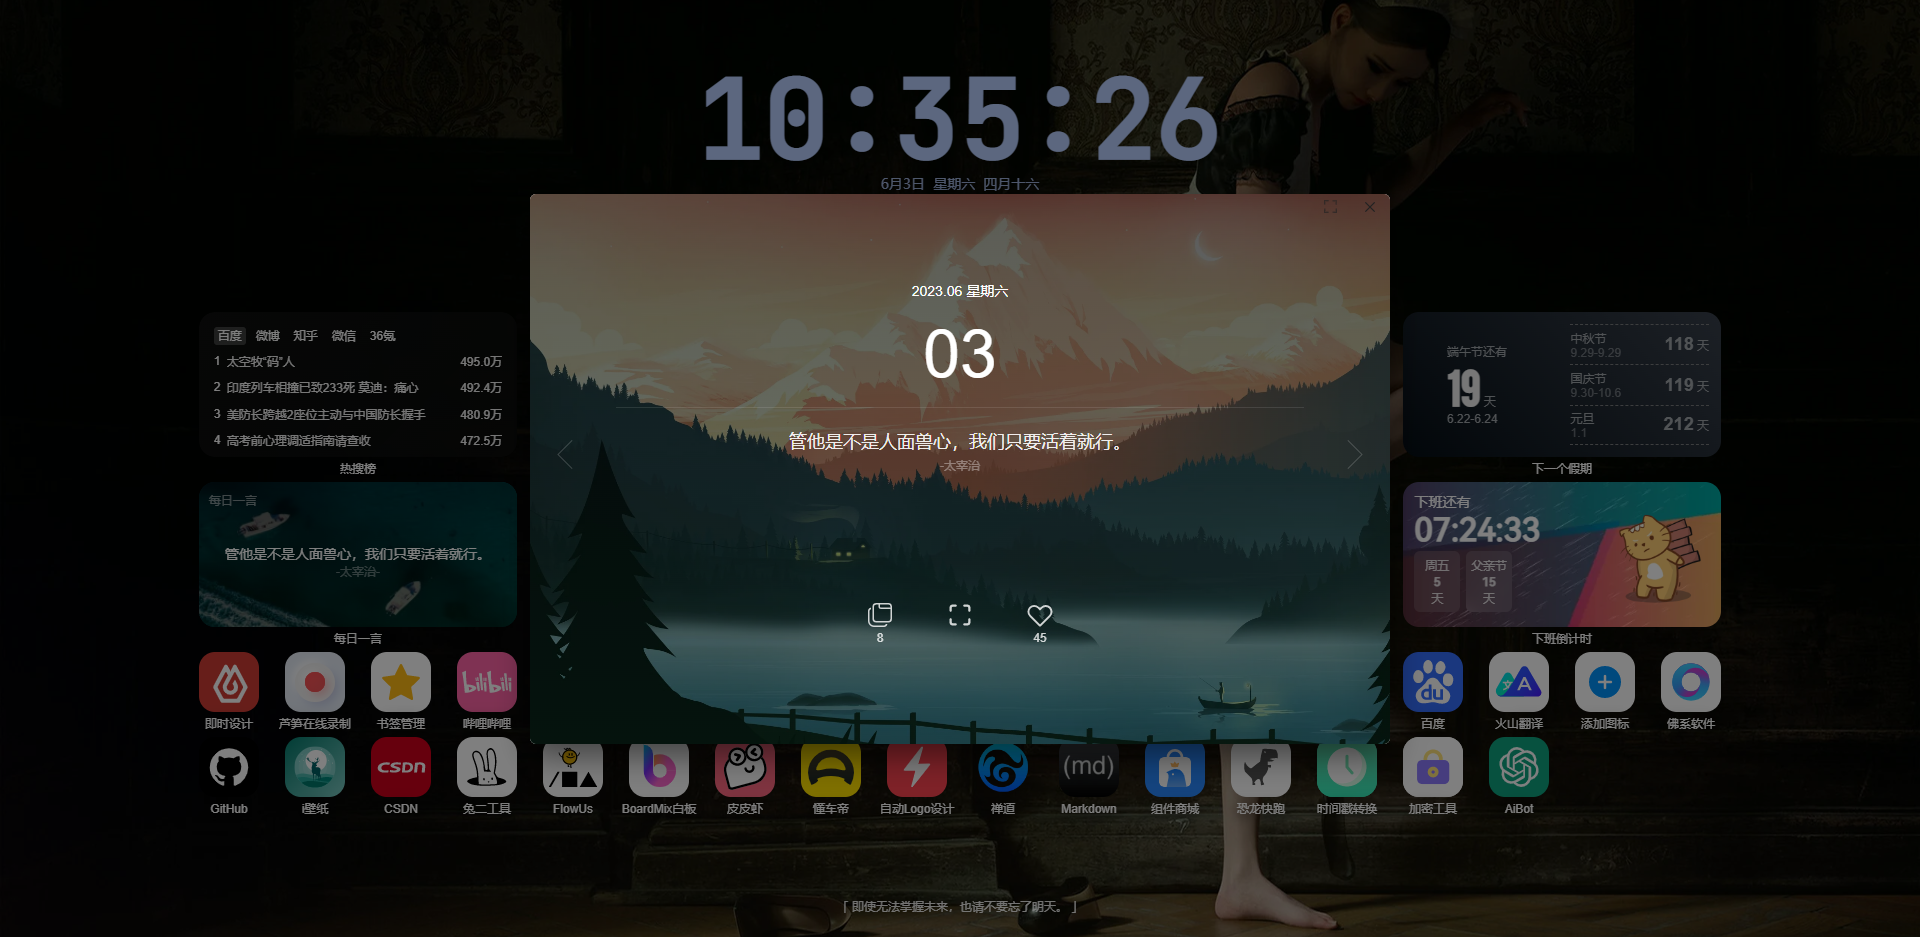 10:35:26
6月3日 星期六 四月十六
百度 微博 知乎 微信 36氪
1 太空牧“码”人 495.0万
2 印度列车相撞已致233死 莫迪：痛心 492.4万
3 美防长跨越2座位主动与中国防长握手 480.9万
4 高考前心理调适指南请查收 472.5万
热搜榜
每日一言
管他是不是人面兽心，我们只要活着就行。
-太宰治-
每日一言
2023.06 星期六
03
管他是不是人面兽心，我们只要活着就行。
-太宰治
8 45
端午节还有
19 天
6.22-6.24
中秋节
9.29-9.29
118 天
国庆节
9.30-10.6
119 天
元旦
1.1
212 天
下一个假期
下班还有
07:24:33
周五
5
天
父亲节
15
天
下班倒计时
bilibili
du
文A
即时设计 芦笋在线录制 书签管理 哔哩哔哩 百度 火山翻译 添加图标 佛系软件
CSDN
(md)
GitHub i壁纸 CSDN 兔二工具 FlowUs BoardMix白板 皮皮虾 懂车帝 自动Logo设计 禅道 Markdown 组件商城 恐龙快跑 时间戳转换 加密工具 AiBot
「 即使无法掌握未来，也请不要忘了明天。 」